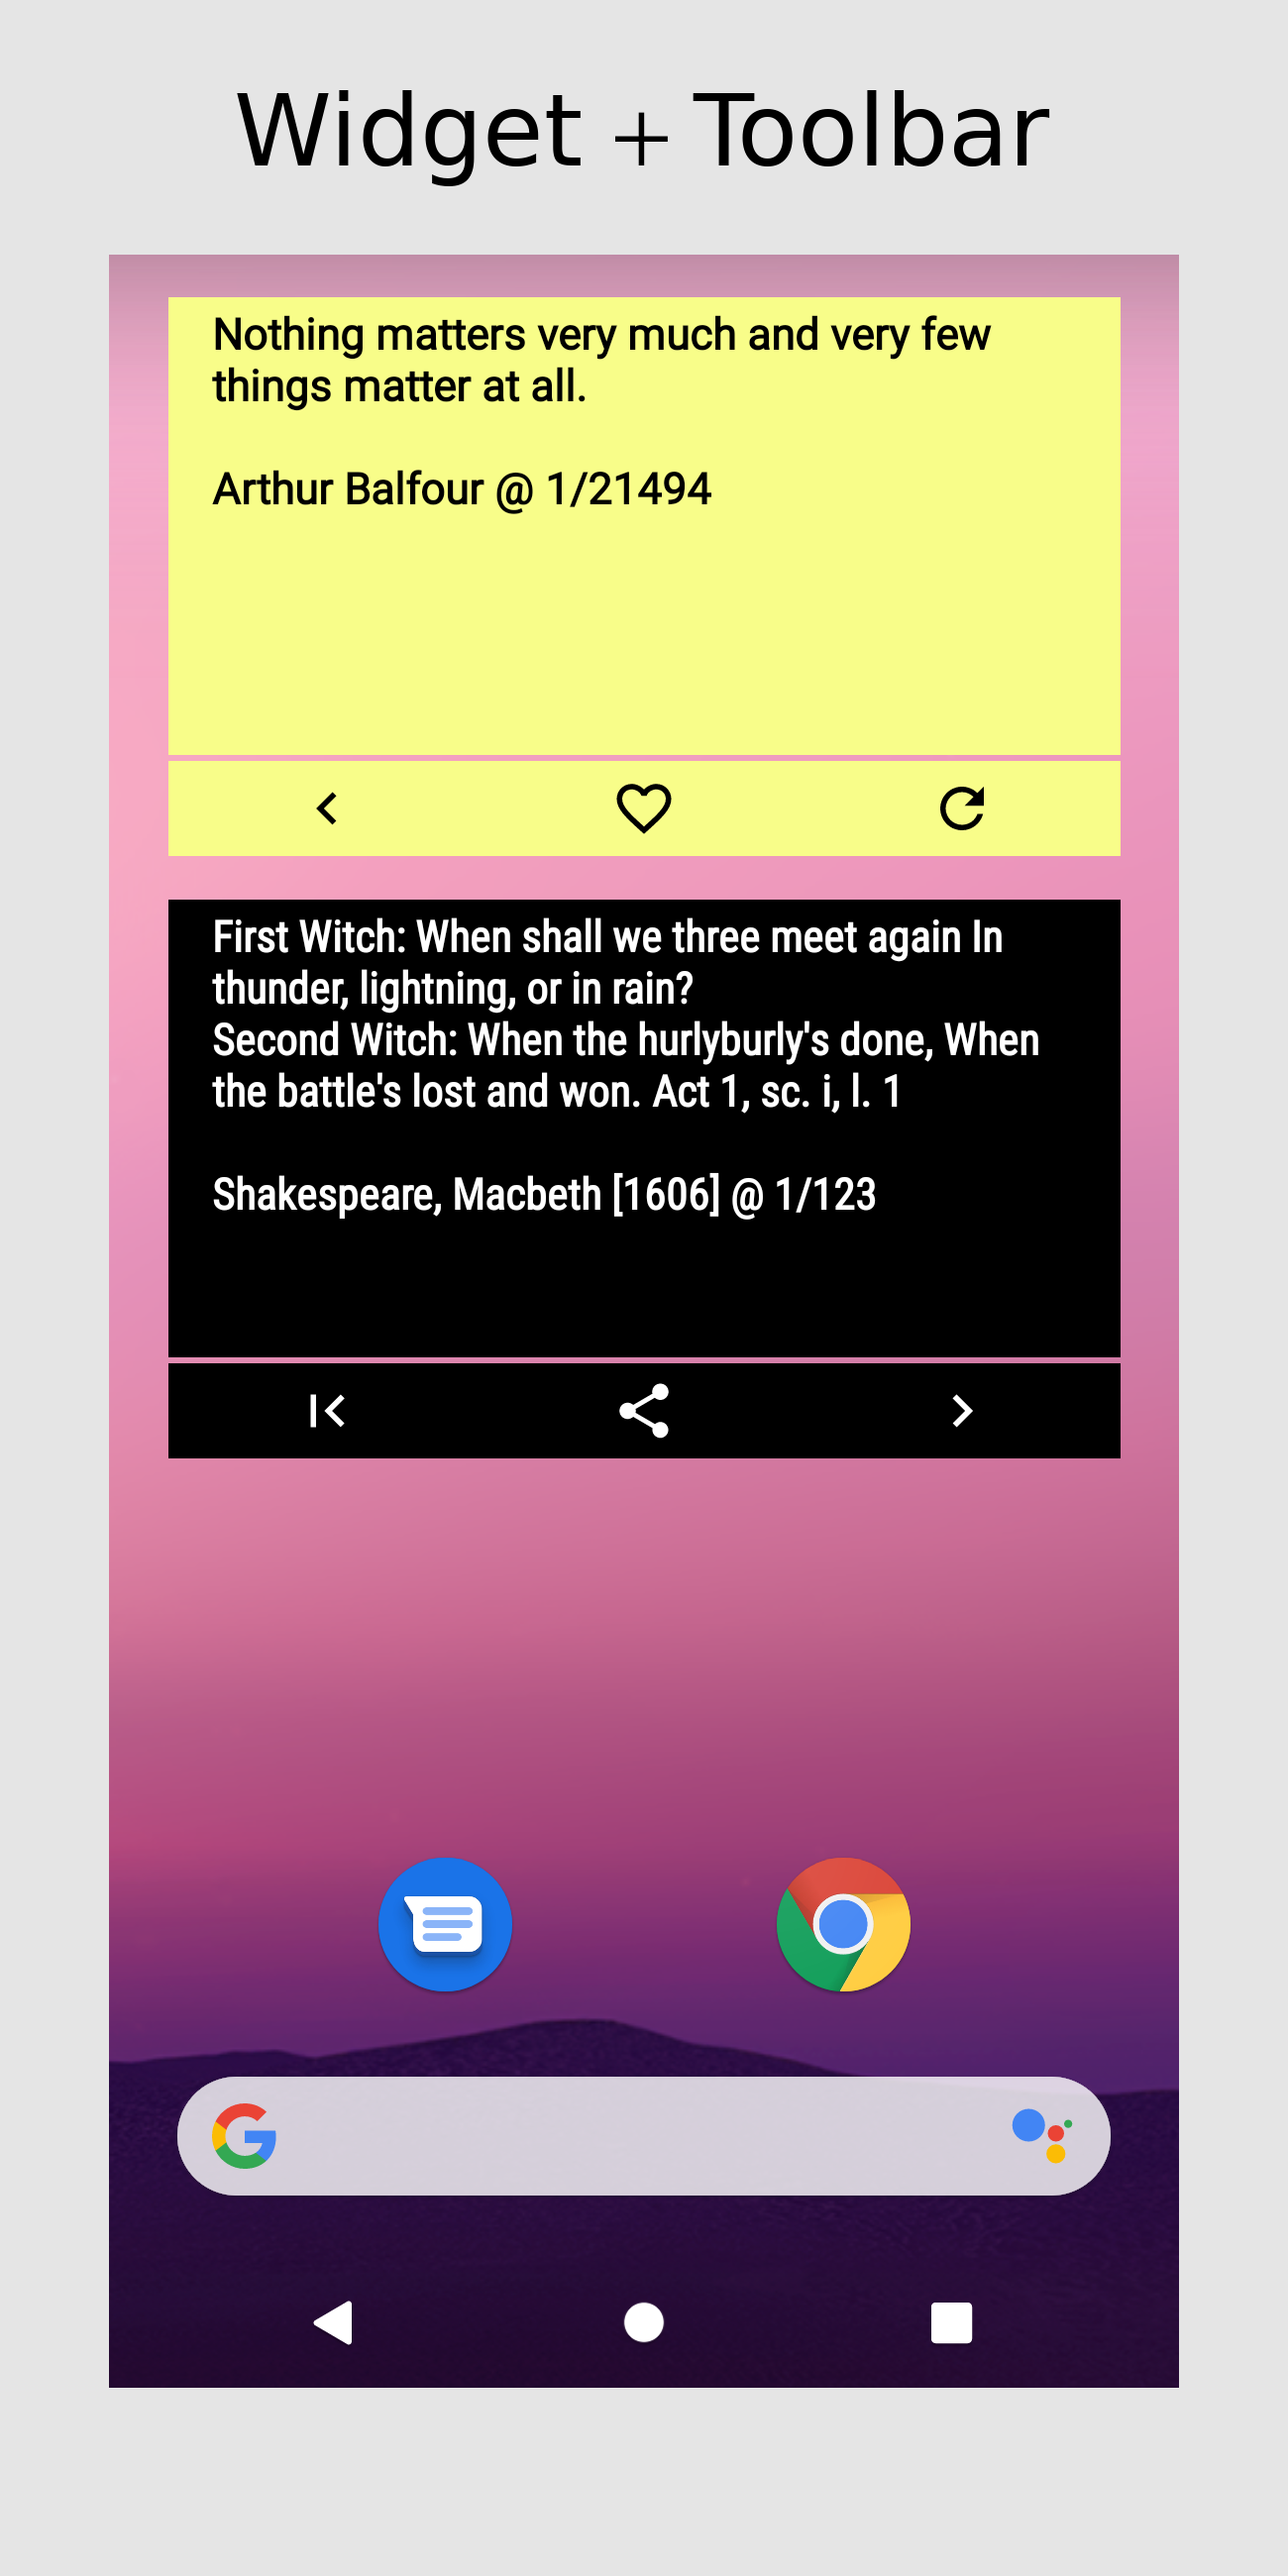 Widget + Toolbar
Nothing matters very much and very few
things matter at all.
Arthur Balfour @ 1/21494
First Witch: When shall we three meet again In
thunder, lightning, or in rain?
Second Witch: When the hurlyburly's done, When
the battle's lost and won. Act 1, sc. i, l. 1
Shakespeare, Macbeth [1606] @ 1/123